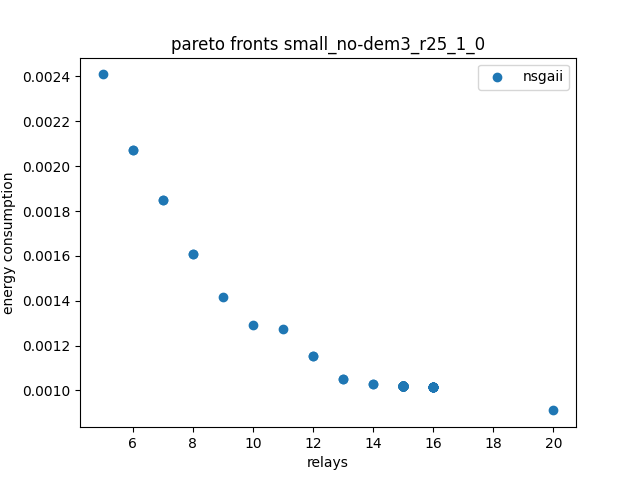 pareto fronts small_no-dem3_r25_1_0
nsgaii
0.0024
0.0022
0.0020
0.0018
0.0016
0.0014
0.0012
0.0010
energy consumption
6 8 10 12 14 16 18 20
relays